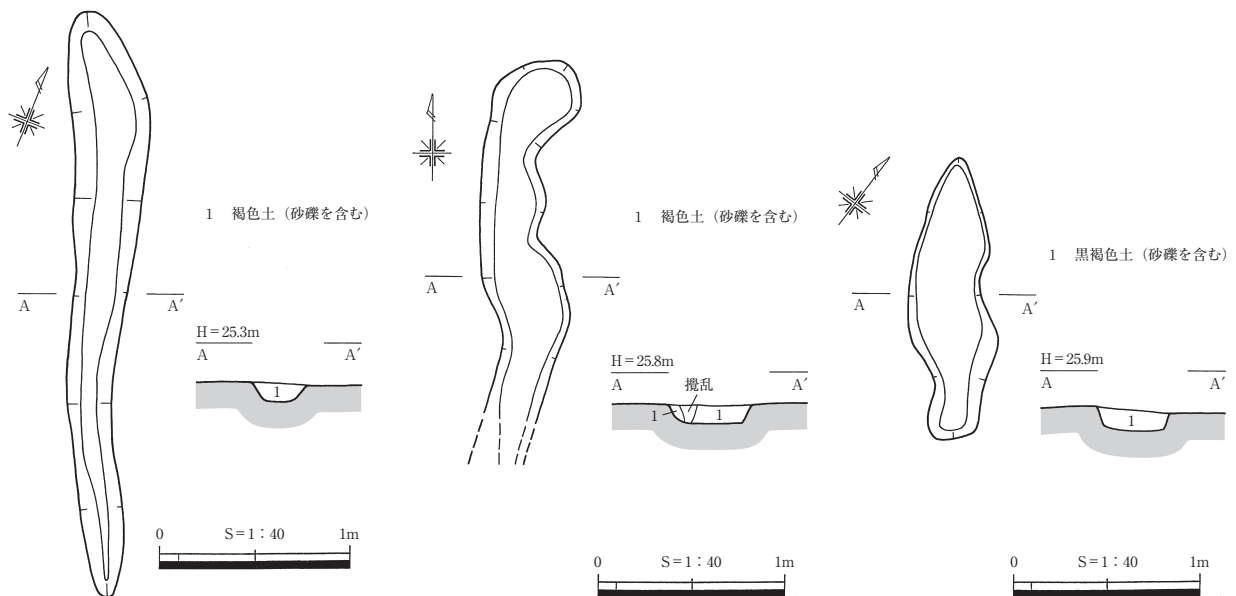 1 褐色土（砂礫を含む）
A A´
H＝25.3m
A A´
1
0 S＝1：40 1m
1 褐色土（砂礫を含む）
A A´
H＝25.8m
A 攪乱 A´
1 1
0 S＝1：40 1m
1 黒褐色土（砂礫を含む）
A A´
H＝25.9m
A A´
1
0 S＝1：40 1m